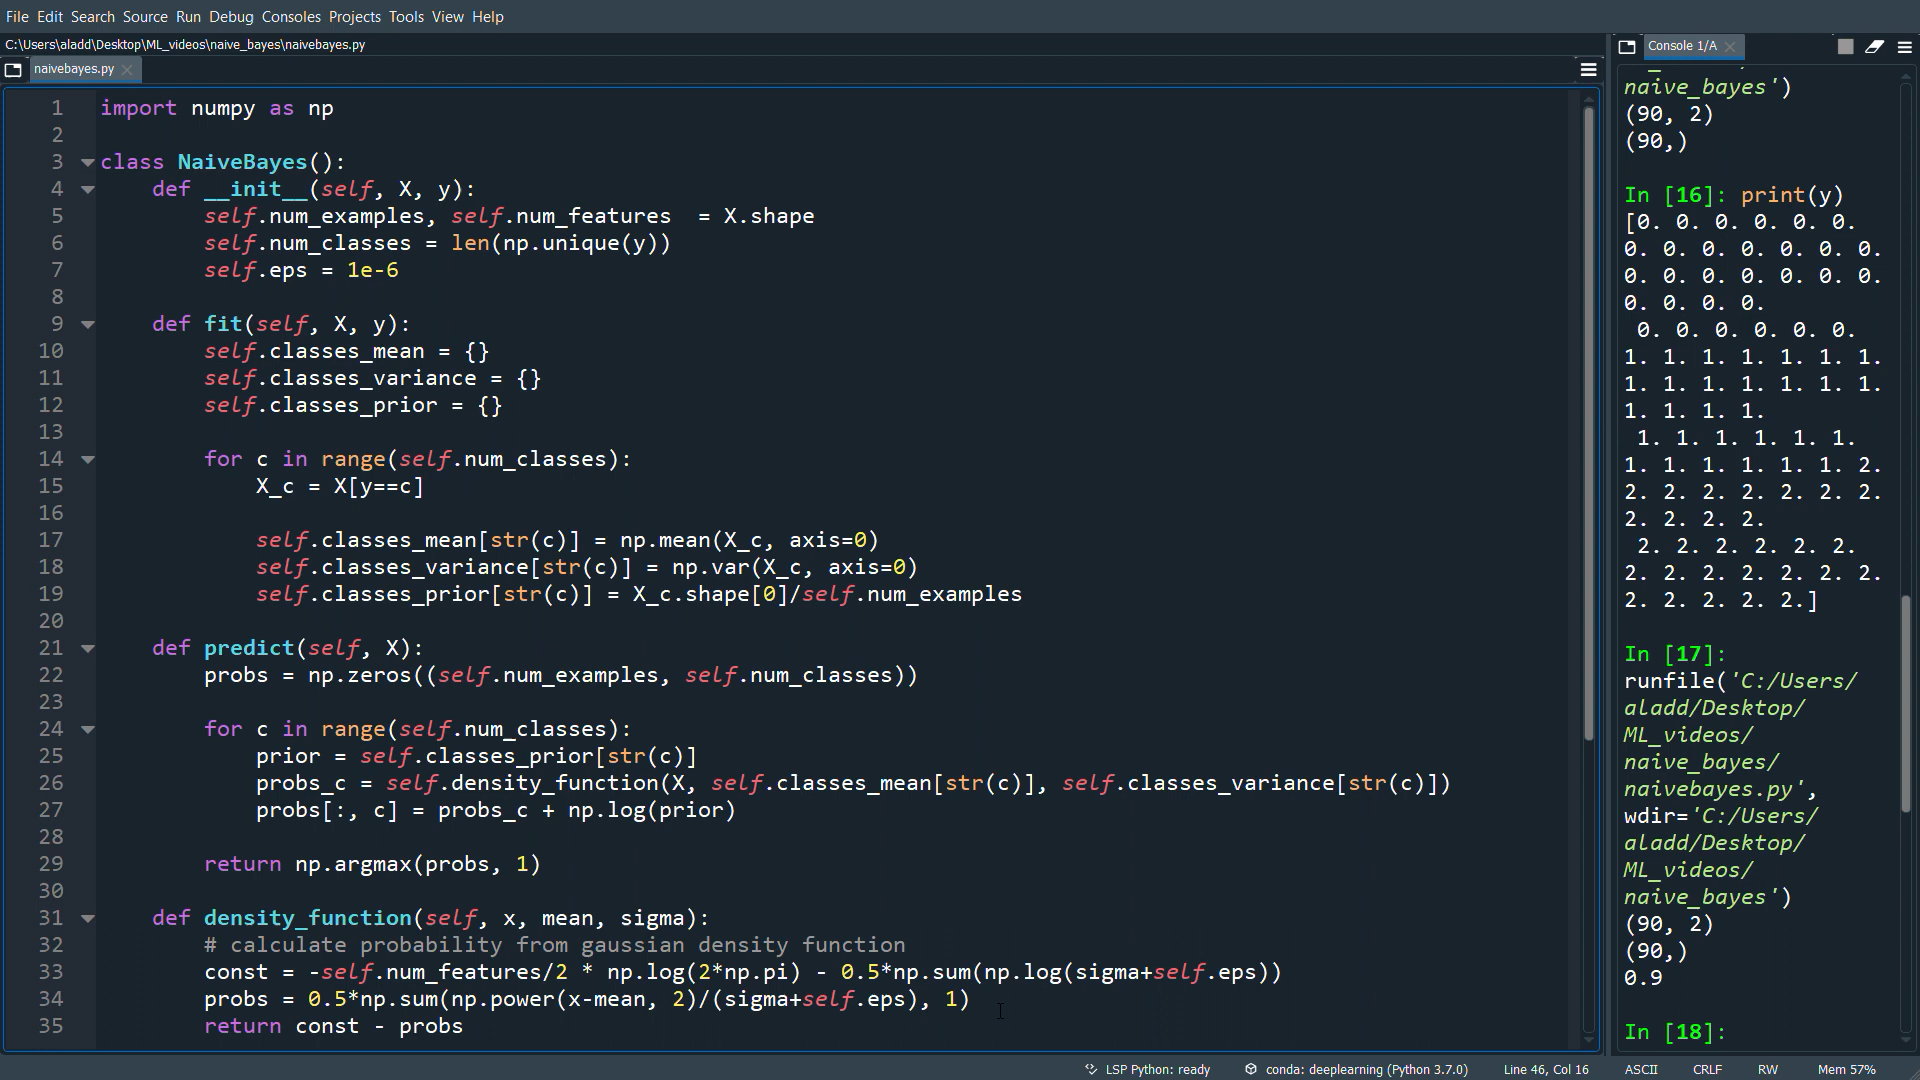 File Edit Search Source Run Debug Consoles Projects Tools View Help
C:\Users\aladd\Desktop\ML_videos\naive_bayes\naivebayes.py
naivebayes.py
1 import numpy as np
2
3 class NaiveBayes():
4     def __init__(self, X, y):
5         self.num_examples, self.num_features  = X.shape
6         self.num_classes = len(np.unique(y))
7         self.eps = 1e-6
8
9     def fit(self, X, y):
10         self.classes_mean = {}
11         self.classes_variance = {}
12         self.classes_prior = {}
13
14         for c in range(self.num_classes):
15             X_c = X[y==c]
16
17             self.classes_mean[str(c)] = np.mean(X_c, axis=0)
18             self.classes_variance[str(c)] = np.var(X_c, axis=0)
19             self.classes_prior[str(c)] = X_c.shape[0]/self.num_examples
20
21     def predict(self, X):
22         probs = np.zeros((self.num_examples, self.num_classes))
23
24         for c in range(self.num_classes):
25             prior = self.classes_prior[str(c)]
26             probs_c = self.density_function(X, self.classes_mean[str(c)], self.classes_variance[str(c)])
27             probs[:, c] = probs_c + np.log(prior)
28
29         return np.argmax(probs, 1)
30
31     def density_function(self, x, mean, sigma):
32         # calculate probability from gaussian density function
33         const = -self.num_features/2 * np.log(2*np.pi) - 0.5*np.sum(np.log(sigma+self.eps))
34         probs = 0.5*np.sum(np.power(x-mean, 2)/(sigma+self.eps), 1)
35         return const - probs
Console 1/A
naive_bayes')
(90, 2)
(90,)
In [16]: print(y)
[0. 0. 0. 0. 0. 0.
0. 0. 0. 0. 0. 0. 0.
0. 0. 0. 0. 0. 0. 0.
0. 0. 0. 0.
 0. 0. 0. 0. 0. 0.
1. 1. 1. 1. 1. 1. 1.
1. 1. 1. 1. 1. 1. 1.
1. 1. 1. 1.
 1. 1. 1. 1. 1. 1.
1. 1. 1. 1. 1. 1. 2.
2. 2. 2. 2. 2. 2. 2.
2. 2. 2. 2.
 2. 2. 2. 2. 2. 2.
2. 2. 2. 2. 2. 2. 2.
2. 2. 2. 2. 2.]
In [17]:
runfile('C:/Users/
aladd/Desktop/
ML_videos/
naive_bayes/
naivebayes.py',
wdir='C:/Users/
aladd/Desktop/
ML_videos/
naive_bayes')
(90, 2)
(90,)
0.9
In [18]:
LSP Python: ready conda: deeplearning (Python 3.7.0) Line 46, Col 16 ASCII CRLF RW Mem 57%